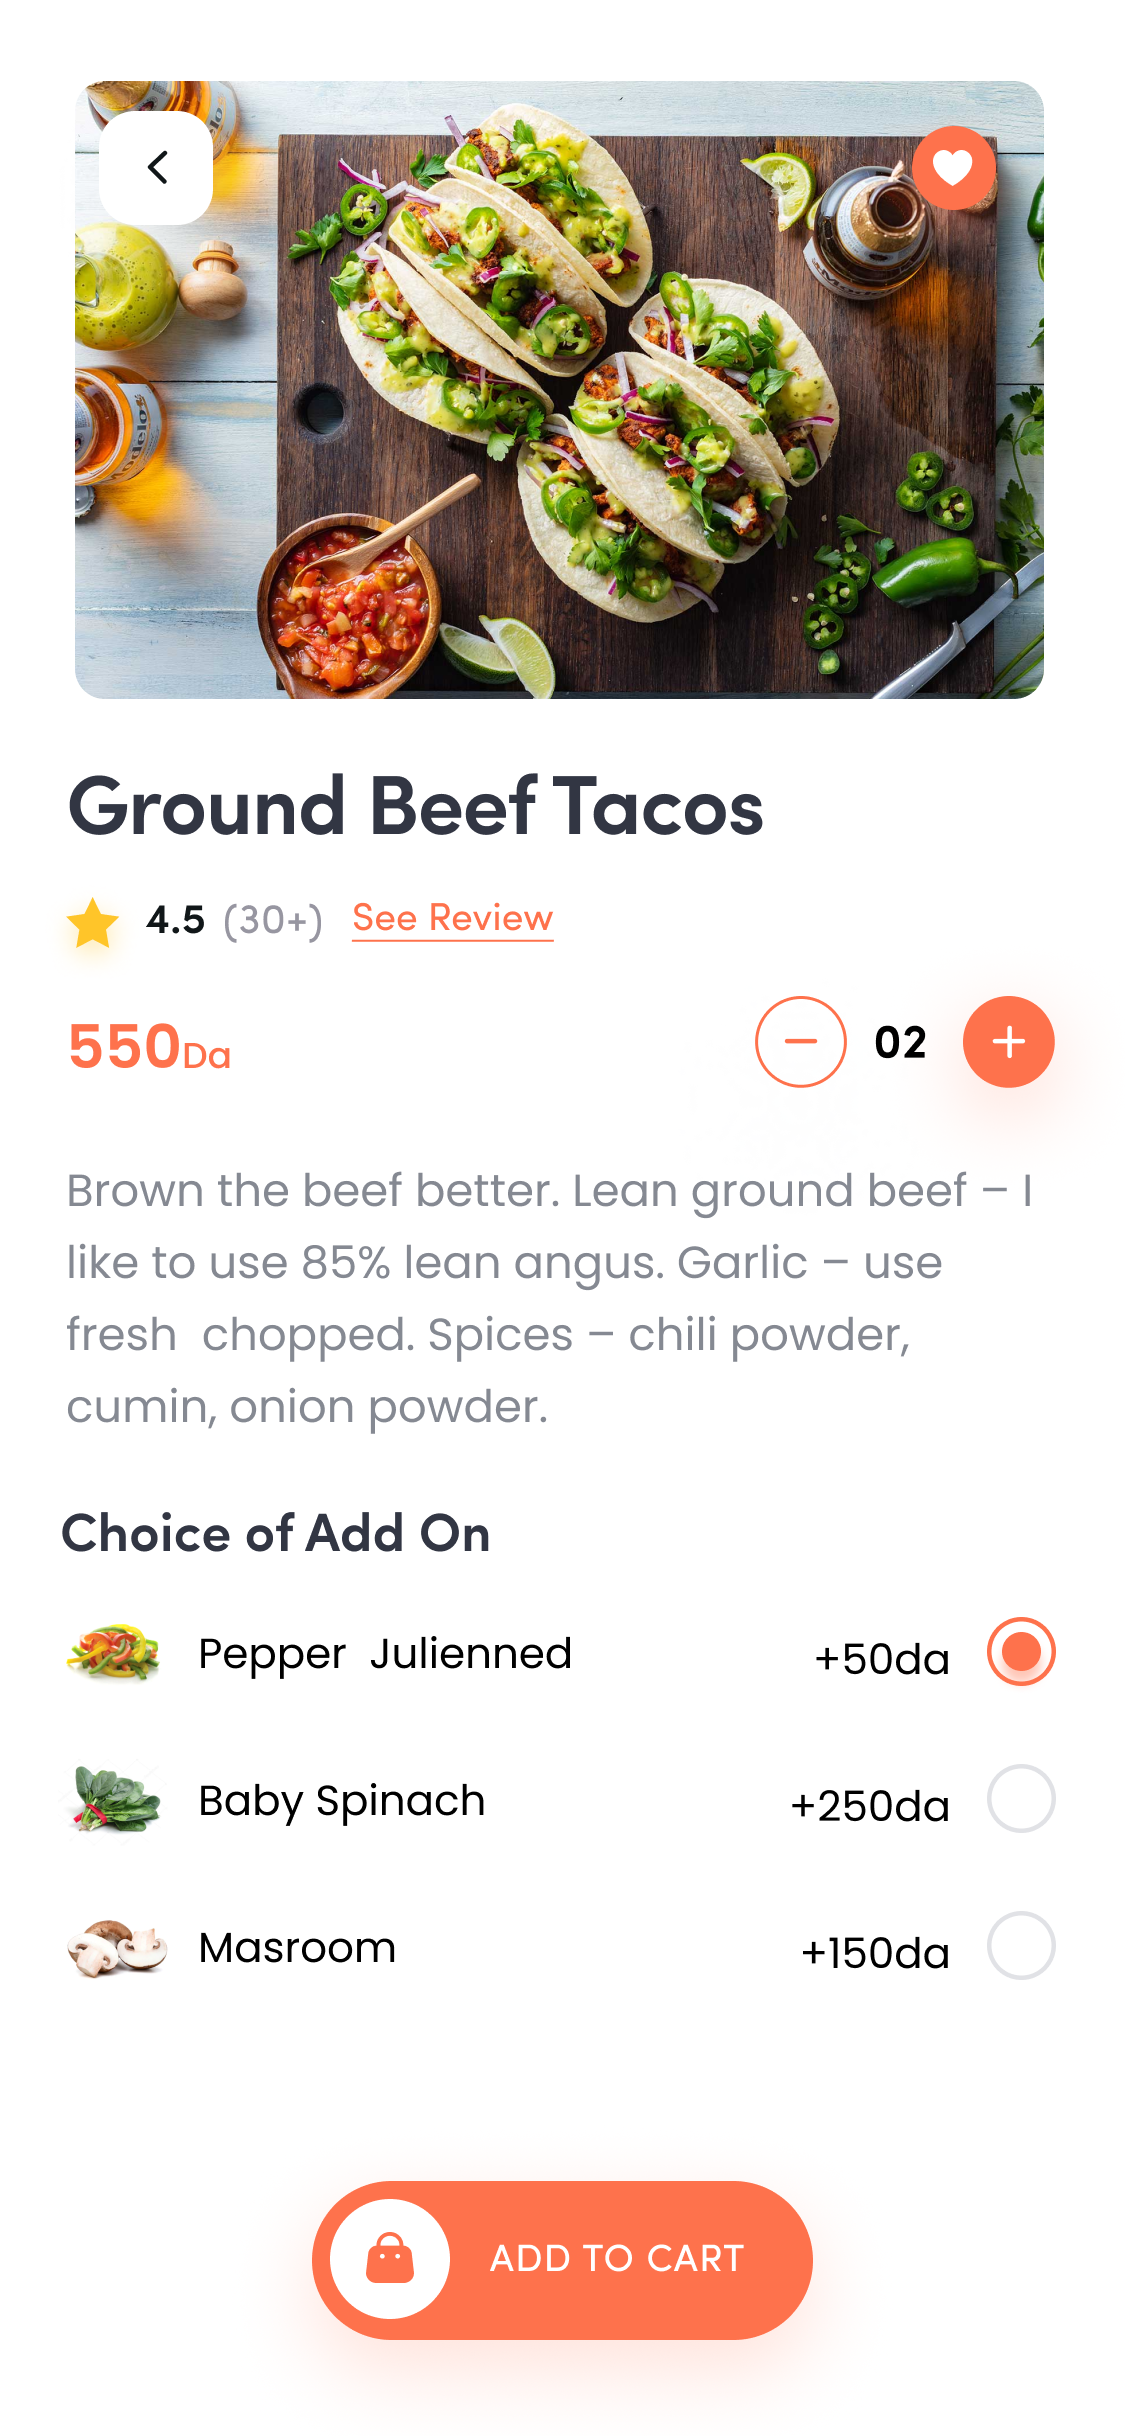 Ground Beef Tacos
4.5 (30+) See Review
550Da
02
Brown the beef better. Lean ground beef – I
like to use 85% lean angus. Garlic – use
fresh  chopped. Spices – chili powder,
cumin, onion powder.
Choice of Add On
Pepper  Julienned +50da
Baby Spinach +250da
Masroom +150da
ADD TO CART